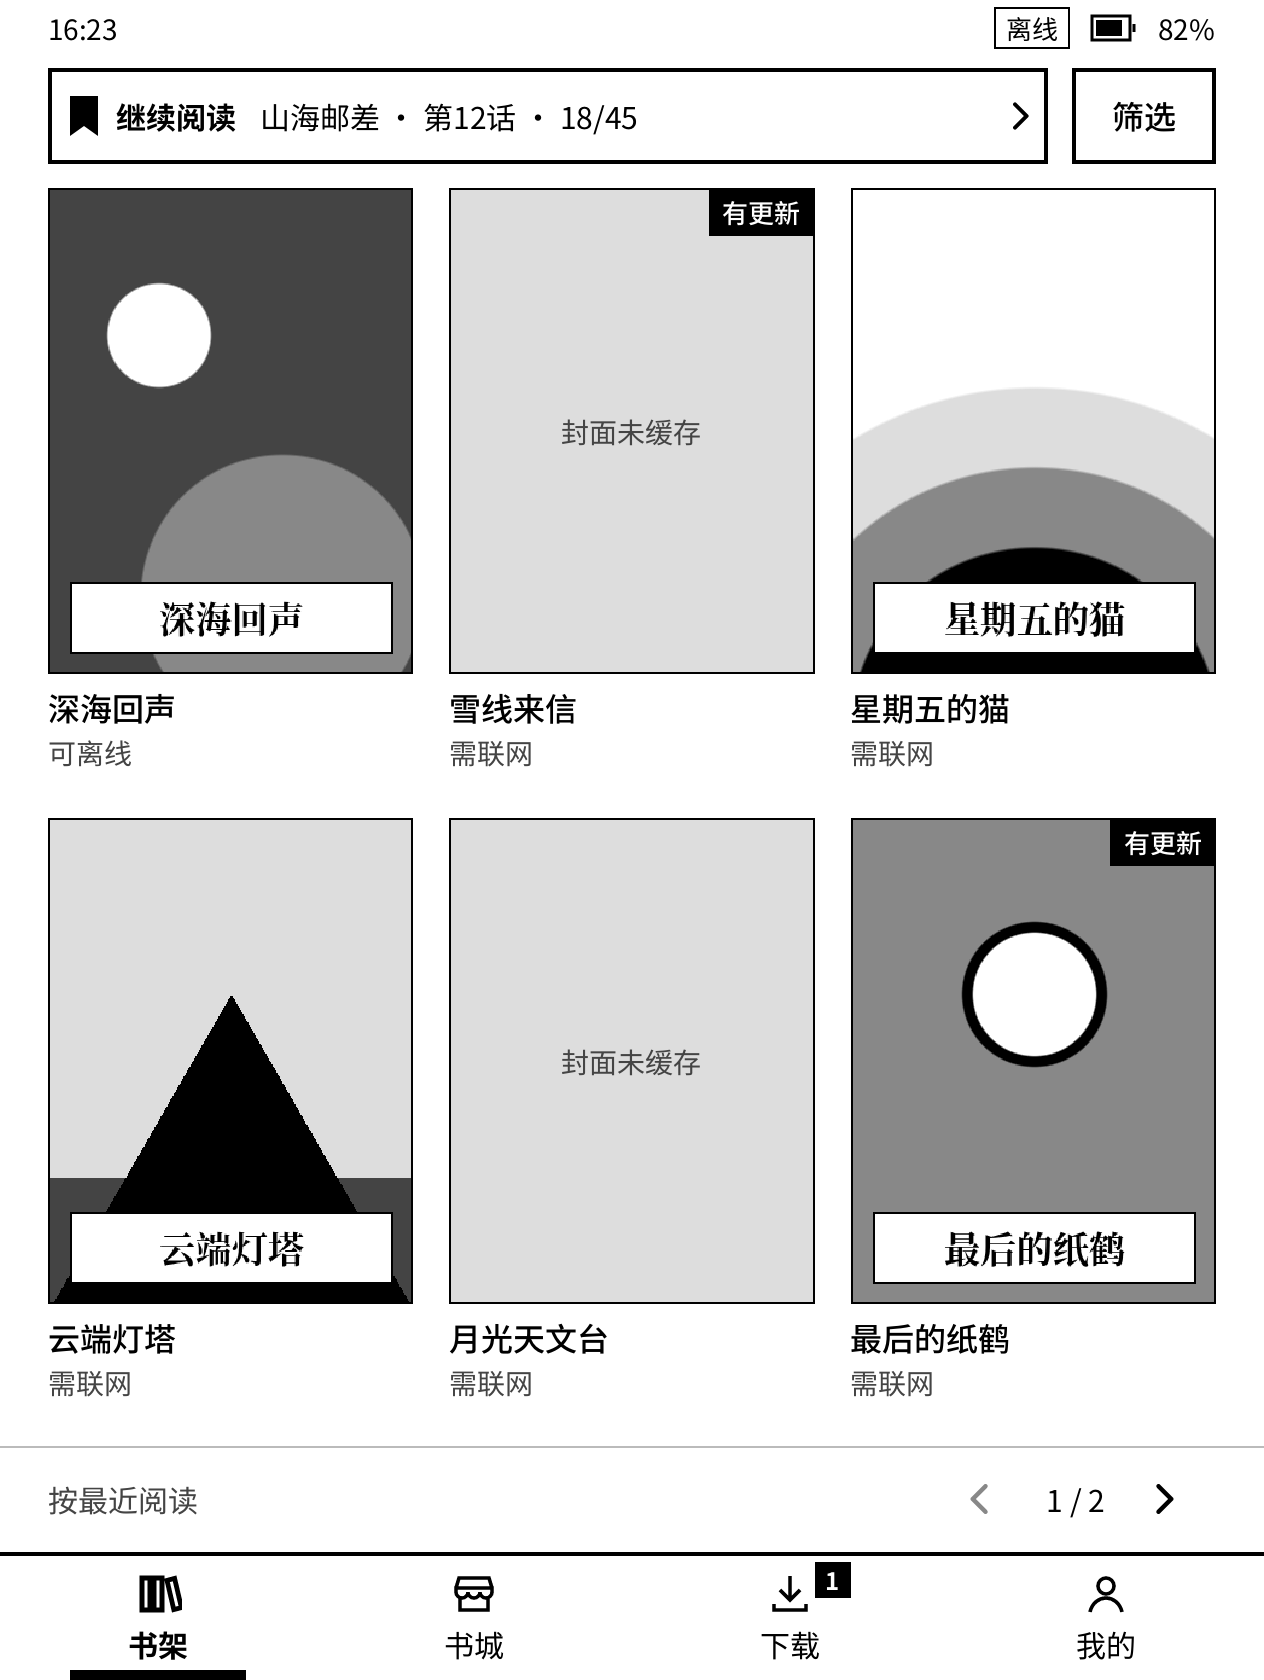 16:23 离线 82%
继续阅读 山海邮差 · 第12话 · 18/45
筛选
有更新
封面未缓存
深海回声
星期五的猫
深海回声
可离线
雪线来信
需联网
星期五的猫
需联网
有更新
封面未缓存
云端灯塔
最后的纸鹤
云端灯塔
需联网
月光天文台
需联网
最后的纸鹤
需联网
按最近阅读
1 / 2
1
书架
书城
下载
我的